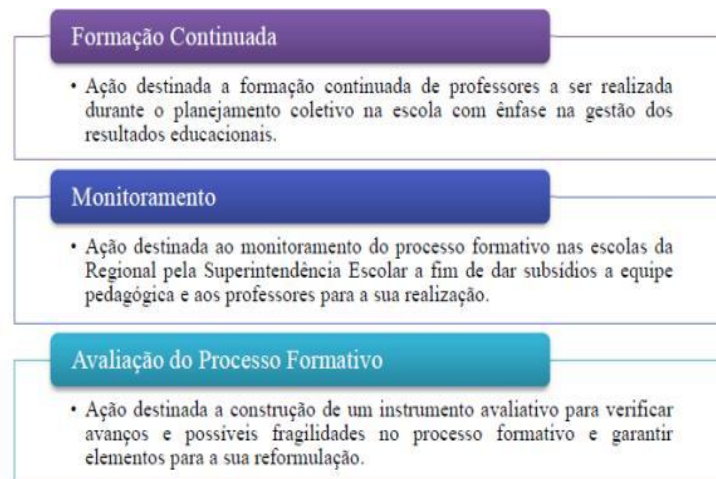 Formação Continuada
• Ação destinada a formação continuada de professores a ser realizada
durante o planejamento coletivo na escola com ênfase na gestão dos
resultados educacionais.
Monitoramento
• Ação destinada ao monitoramento do processo formativo nas escolas da
Regional pela Superintendência Escolar a fim de dar subsídios a equipe
pedagógica e aos professores para a sua realização.
Avaliação do Processo Formativo
• Ação destinada a construção de um instrumento avaliativo para verificar
avanços e possíveis fragilidades no processo formativo e garantir
elementos para a sua reformulação.